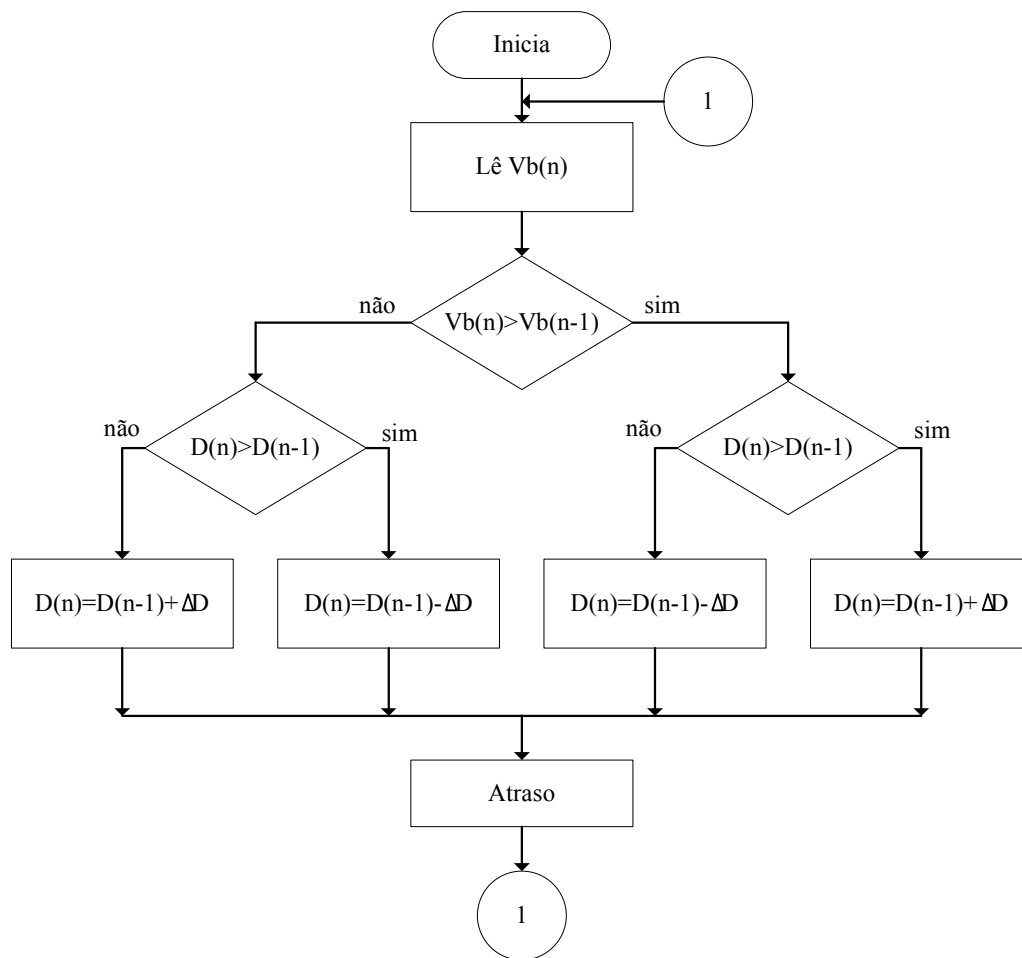 Inicia
1
Lê Vb(n)
não
sim
Vb(n)>Vb(n-1)
não
sim
não
sim
D(n)>D(n-1)
D(n)>D(n-1)
D(n)=D(n-1)+ΔD
D(n)=D(n-1)-ΔD
D(n)=D(n-1)-ΔD
D(n)=D(n-1)+ΔD
Atraso
1